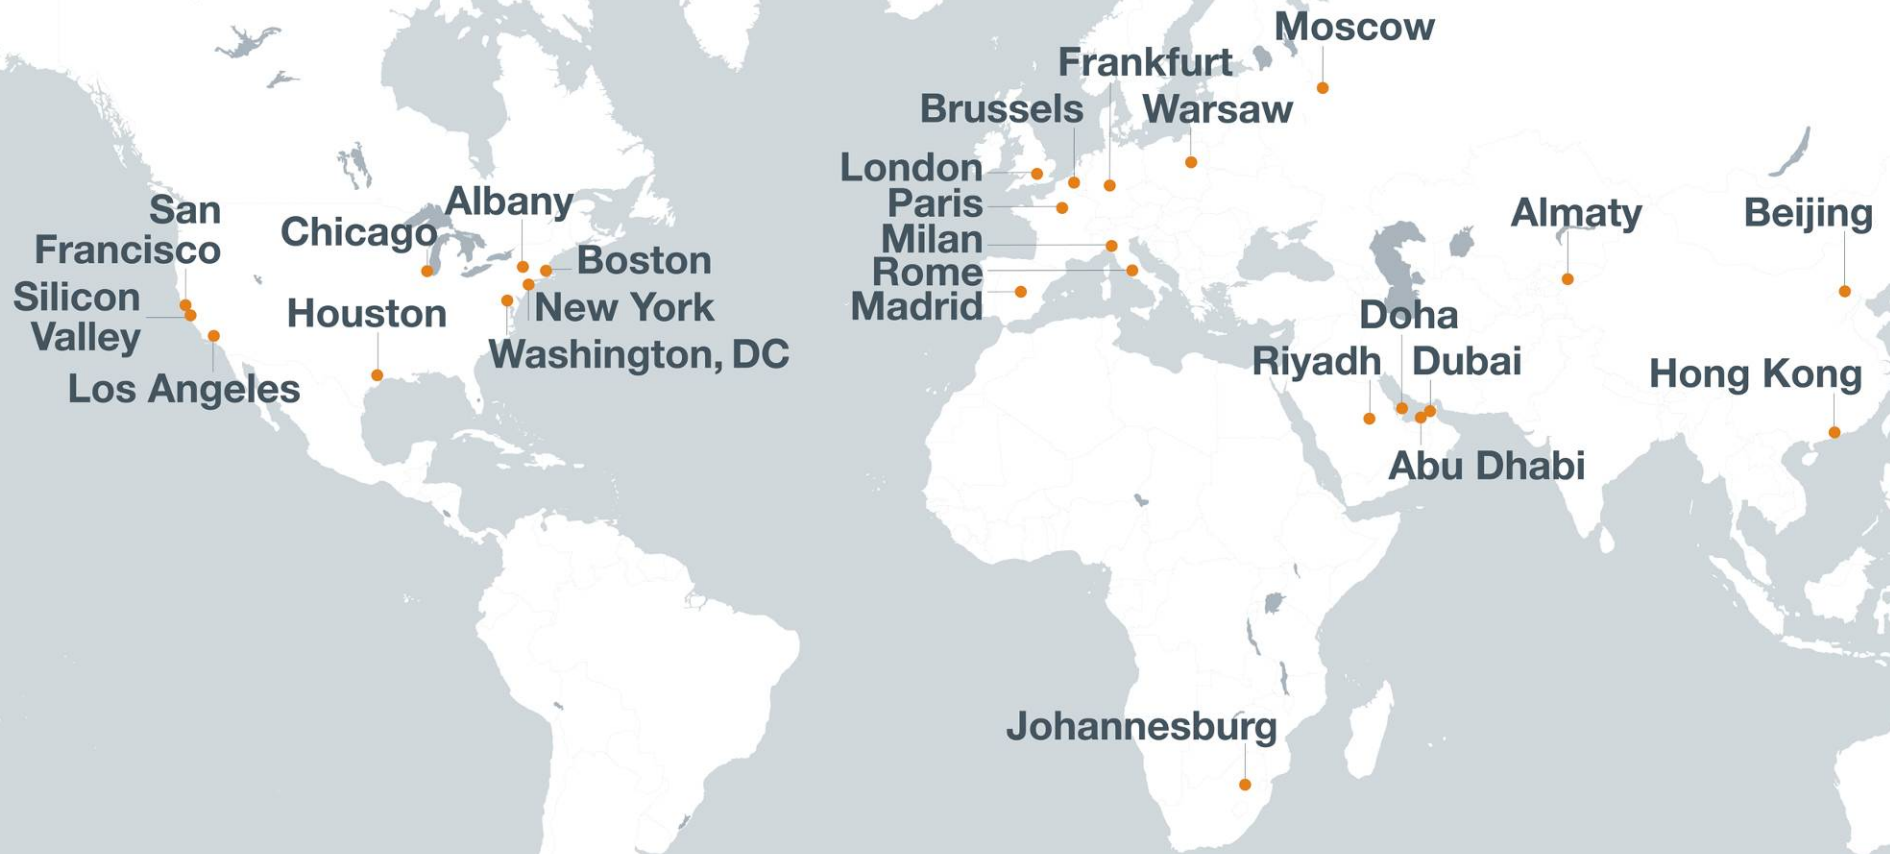 Moscow
Frankfurt
Brussels
Warsaw
London
Paris
Milan
Rome
Madrid
San
Francisco
Silicon
Valley
Los Angeles
Chicago
Houston
Albany
Boston
New York
Washington, DC
Almaty
Beijing
Doha
Riyadh
Dubai
Abu Dhabi
Hong Kong
Johannesburg